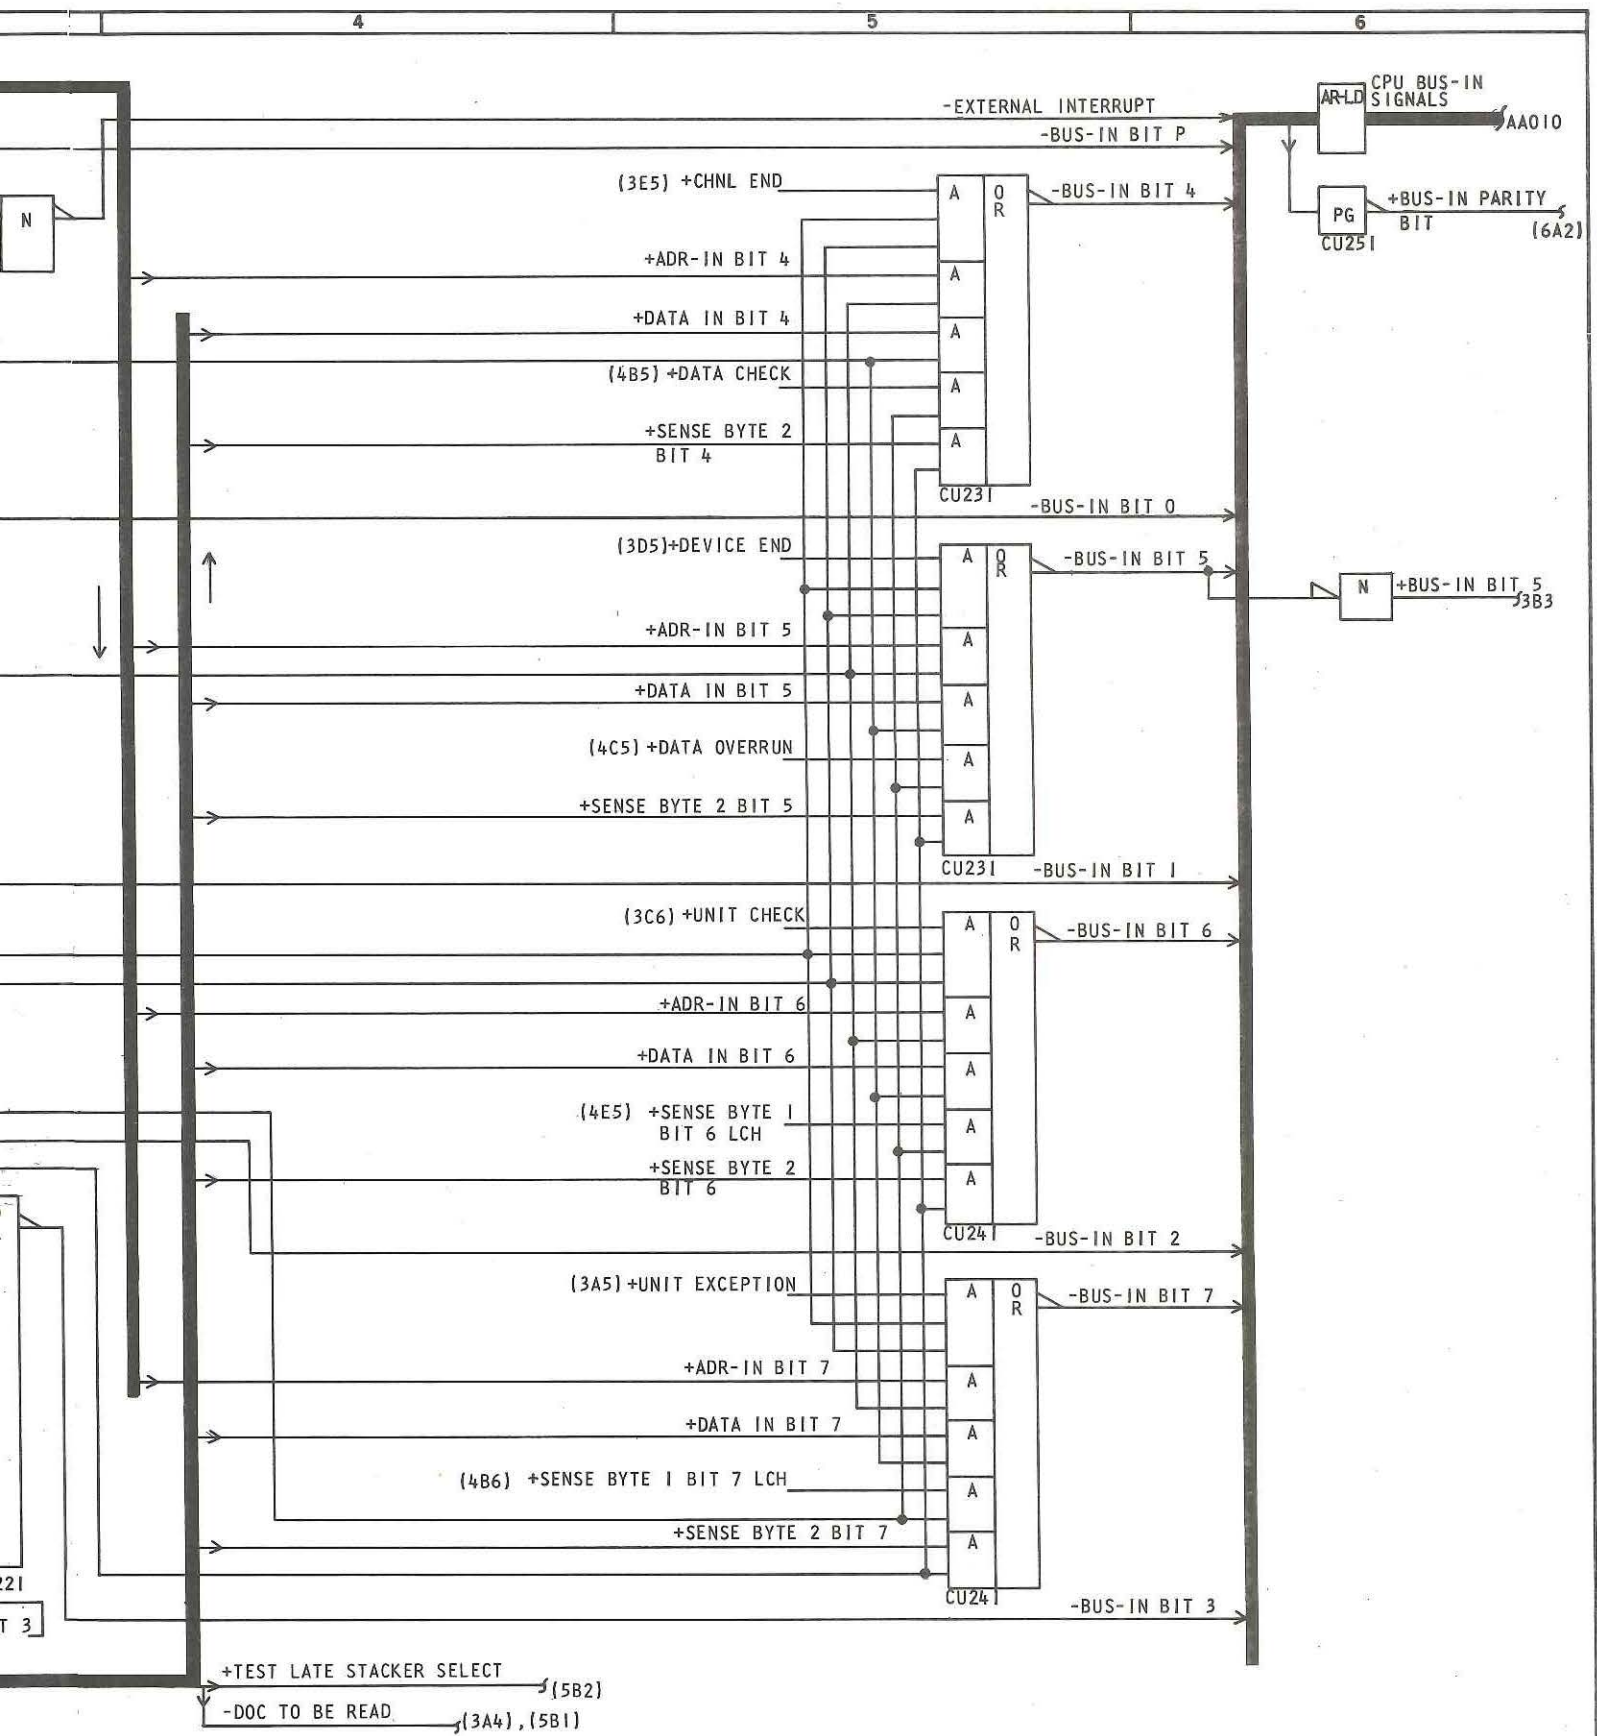 4 5 6
-EXTERNAL INTERRUPT
AR-LD CPU BUS-IN
SIGNALS
AA010
-BUS-IN BIT P
N
(3E5) +CHNL END
A
O
R
-BUS-IN BIT 4
PG
+BUS-IN PARITY
BIT
(6A2)
CU251
+ADR-IN BIT 4
A
+DATA IN BIT 4
A
(4B5) +DATA CHECK
A
+SENSE BYTE 2
BIT 4
A
CU231
-BUS-IN BIT 0
(3D5)+DEVICE END
A
O
R
-BUS-IN BIT 5
N
+BUS-IN BIT 5
3B3
+ADR-IN BIT 5
A
+DATA IN BIT 5
A
(4C5) +DATA OVERRUN
A
+SENSE BYTE 2 BIT 5
A
CU231
-BUS-IN BIT 1
(3C6) +UNIT CHECK
A
O
R
-BUS-IN BIT 6
+ADR-IN BIT 6
A
+DATA IN BIT 6
A
(4E5) +SENSE BYTE 1
BIT 6 LCH
A
+SENSE BYTE 2
BIT 6
A
CU241
-BUS-IN BIT 2
(3A5) +UNIT EXCEPTION
A
O
R
-BUS-IN BIT 7
+ADR-IN BIT 7
A
+DATA IN BIT 7
A
(4B6) +SENSE BYTE 1 BIT 7 LCH
A
+SENSE BYTE 2 BIT 7
A
221
CU241
T 3
-BUS-IN BIT 3
+TEST LATE STACKER SELECT
(5B2)
-DOC TO BE READ
(3A4),(5B1)